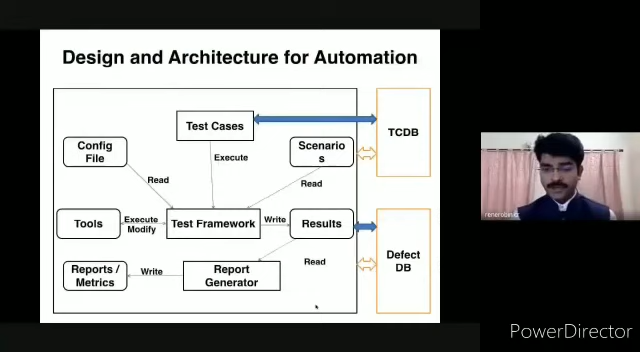 Design and Architecture for Automation
Test Cases
TCDB
Config
File
Scenario
s
Execute
Read
Read
Tools
Execute
Modify
Test Framework
Write
Results
Defect
DB
Reports /
Metrics
Write
Report
Generator
Read
PowerDirector